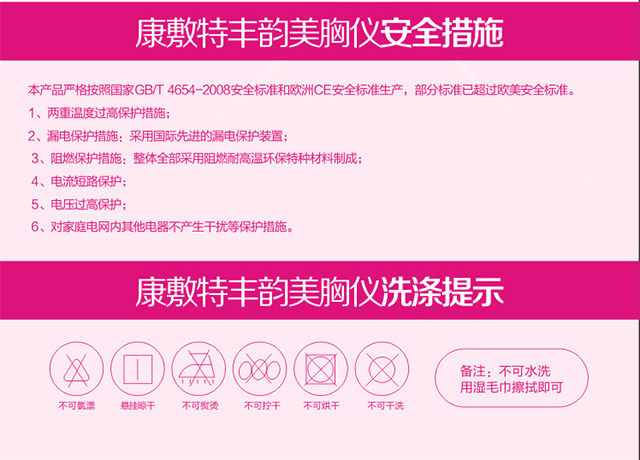 康敷特丰韵美胸仪安全措施
本产品严格按照国家GB/T 4654-2008安全标准和欧洲CE安全标准生产，部分标准已超过欧美安全标准。
1、两重温度过高保护措施；
2、漏电保护措施：采用国际先进的漏电保护装置；
3、阻燃保护措施：整体全部采用阻燃耐高温环保特种材料制成；
4、电流短路保护；
5、电压过高保护；
6、对家庭电网内其他电器不产生干扰等保护措施。
康敷特丰韵美胸仪洗涤提示
不可氯漂 悬挂晾干 不可熨烫 不可拧干 不可烘干 不可干洗
备注：不可水洗
用湿毛巾擦拭即可